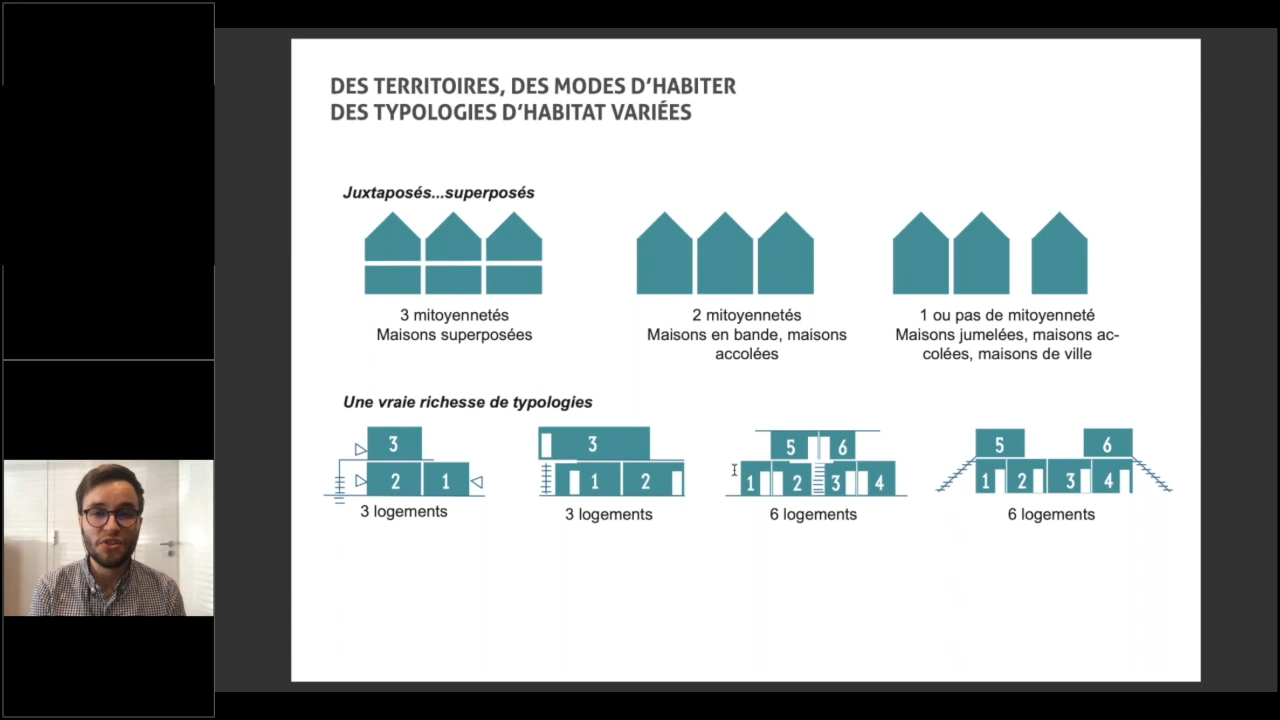 DES TERRITOIRES, DES MODES D'HABITER
DES TYPOLOGIES D'HABITAT VARIÉES
Juxtaposés...superposés
3 mitoyennetés
Maisons superposées
2 mitoyennetés
Maisons en bande, maisons
accolées
1 ou pas de mitoyenneté
Maisons jumelées, maisons ac-
colées, maisons de ville
Une vraie richesse de typologies
3
2 1
3 logements
3
1 2
3 logements
5 6
1 2 3 4
6 logements
5 6
1 2 3 4
6 logements